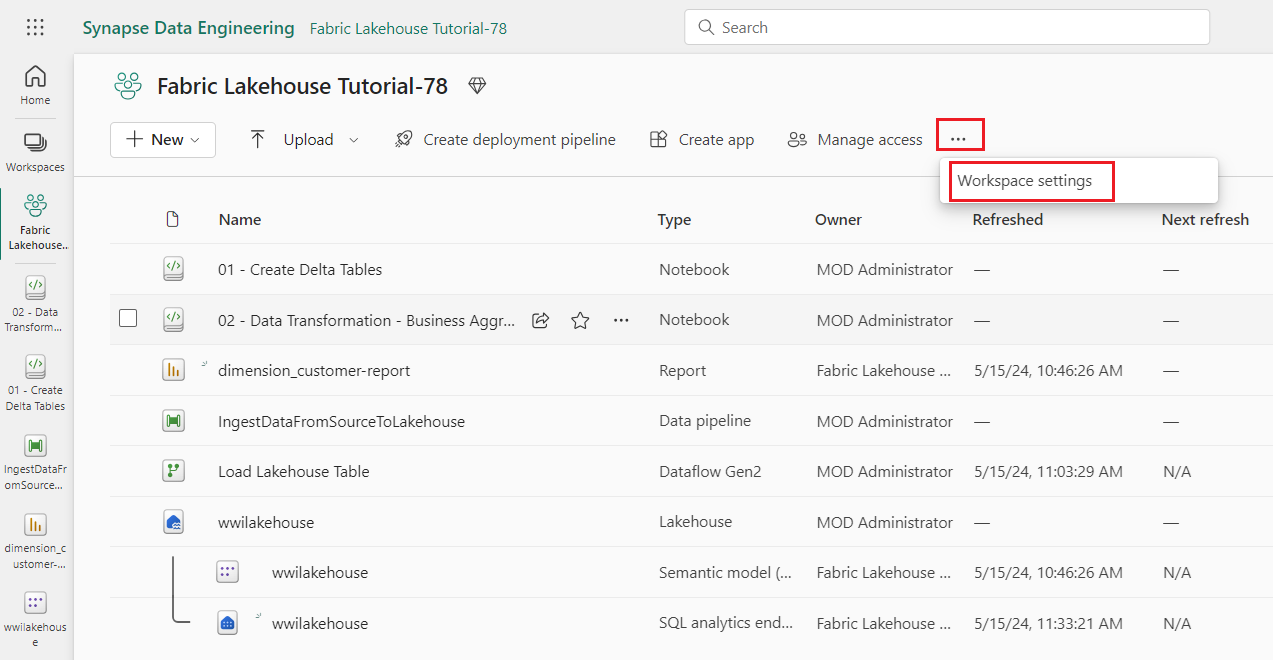 Synapse Data Engineering Fabric Lakehouse Tutorial-78 Search
Home
Workspaces
Fabric
Lakehouse...
02 - Data
Transform...
01 - Create
Delta Tables
IngestDataFr
omSource...
dimension_c
ustomer-...
wwilakehous
e
Fabric Lakehouse Tutorial-78
New Upload Create deployment pipeline Create app Manage access ...
Workspace settings
Name Type Owner Refreshed Next refresh
01 - Create Delta Tables Notebook MOD Administrator — —
02 - Data Transformation - Business Aggr... ... Notebook MOD Administrator — —
dimension_customer-report Report Fabric Lakehouse ... 5/15/24, 10:46:26 AM —
IngestDataFromSourceToLakehouse Data pipeline MOD Administrator — —
Load Lakehouse Table Dataflow Gen2 MOD Administrator 5/15/24, 11:03:29 AM N/A
wwilakehouse Lakehouse MOD Administrator — —
wwilakehouse Semantic model (... Fabric Lakehouse ... 5/15/24, 10:46:26 AM N/A
wwilakehouse SQL analytics end... Fabric Lakehouse ... 5/15/24, 11:33:21 AM N/A